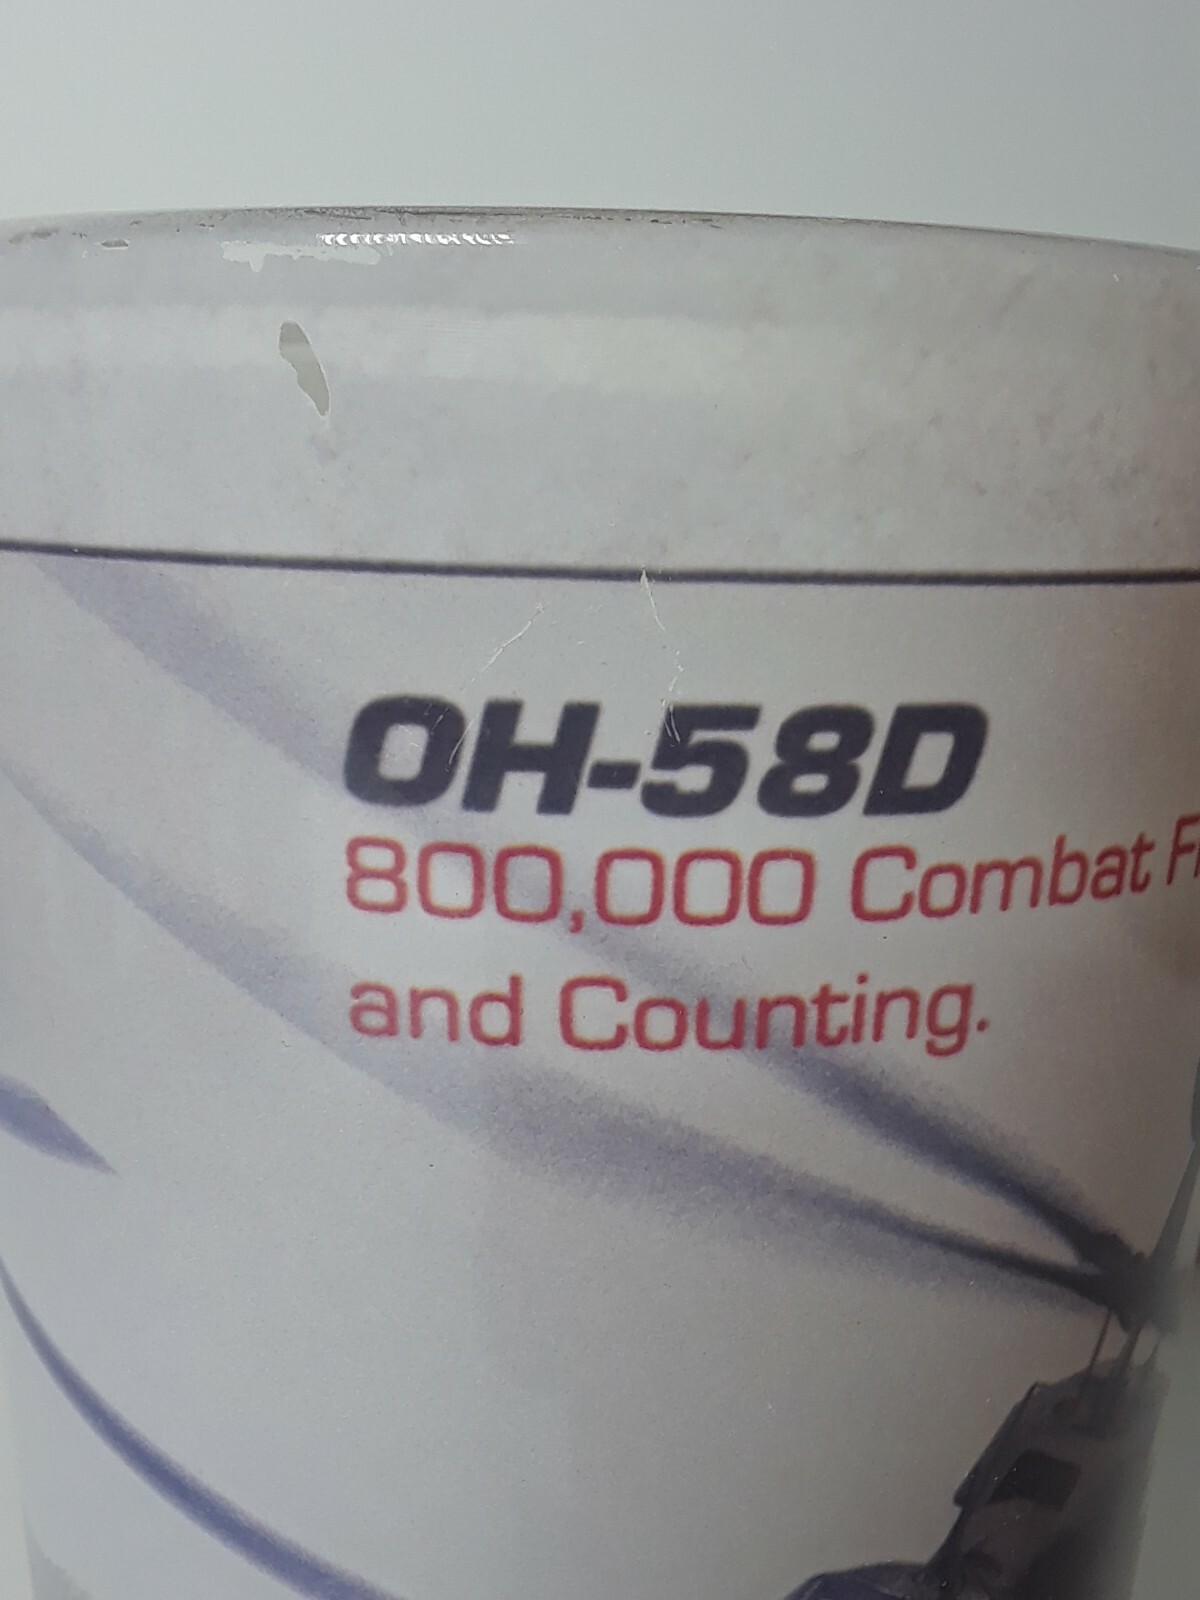 OH-58D
800,000 Combat
and Counting.